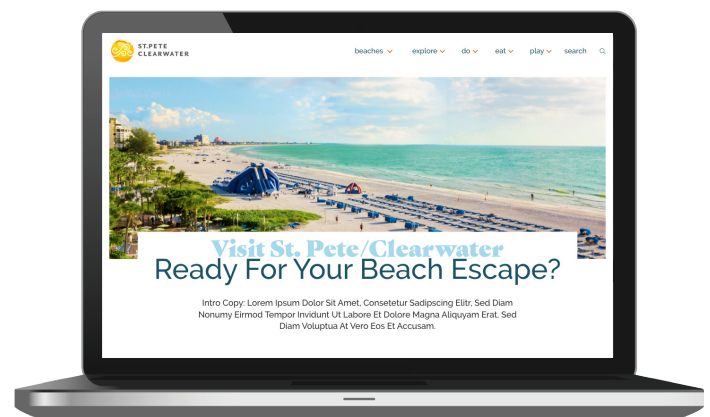 ST.PETE
CLEARWATER
beaches explore do eat play search
Visit St. Pete/Clearwater
Ready For Your Beach Escape?
Intro Copy: Lorem Ipsum Dolor Sit Amet, Consetetur Sadipscing Elitr, Sed Diam
Nonumy Eirmod Tempor Invidunt Ut Labore Et Dolore Magna Aliquyam Erat, Sed
Diam Voluptua At Vero Eos Et Accusam.